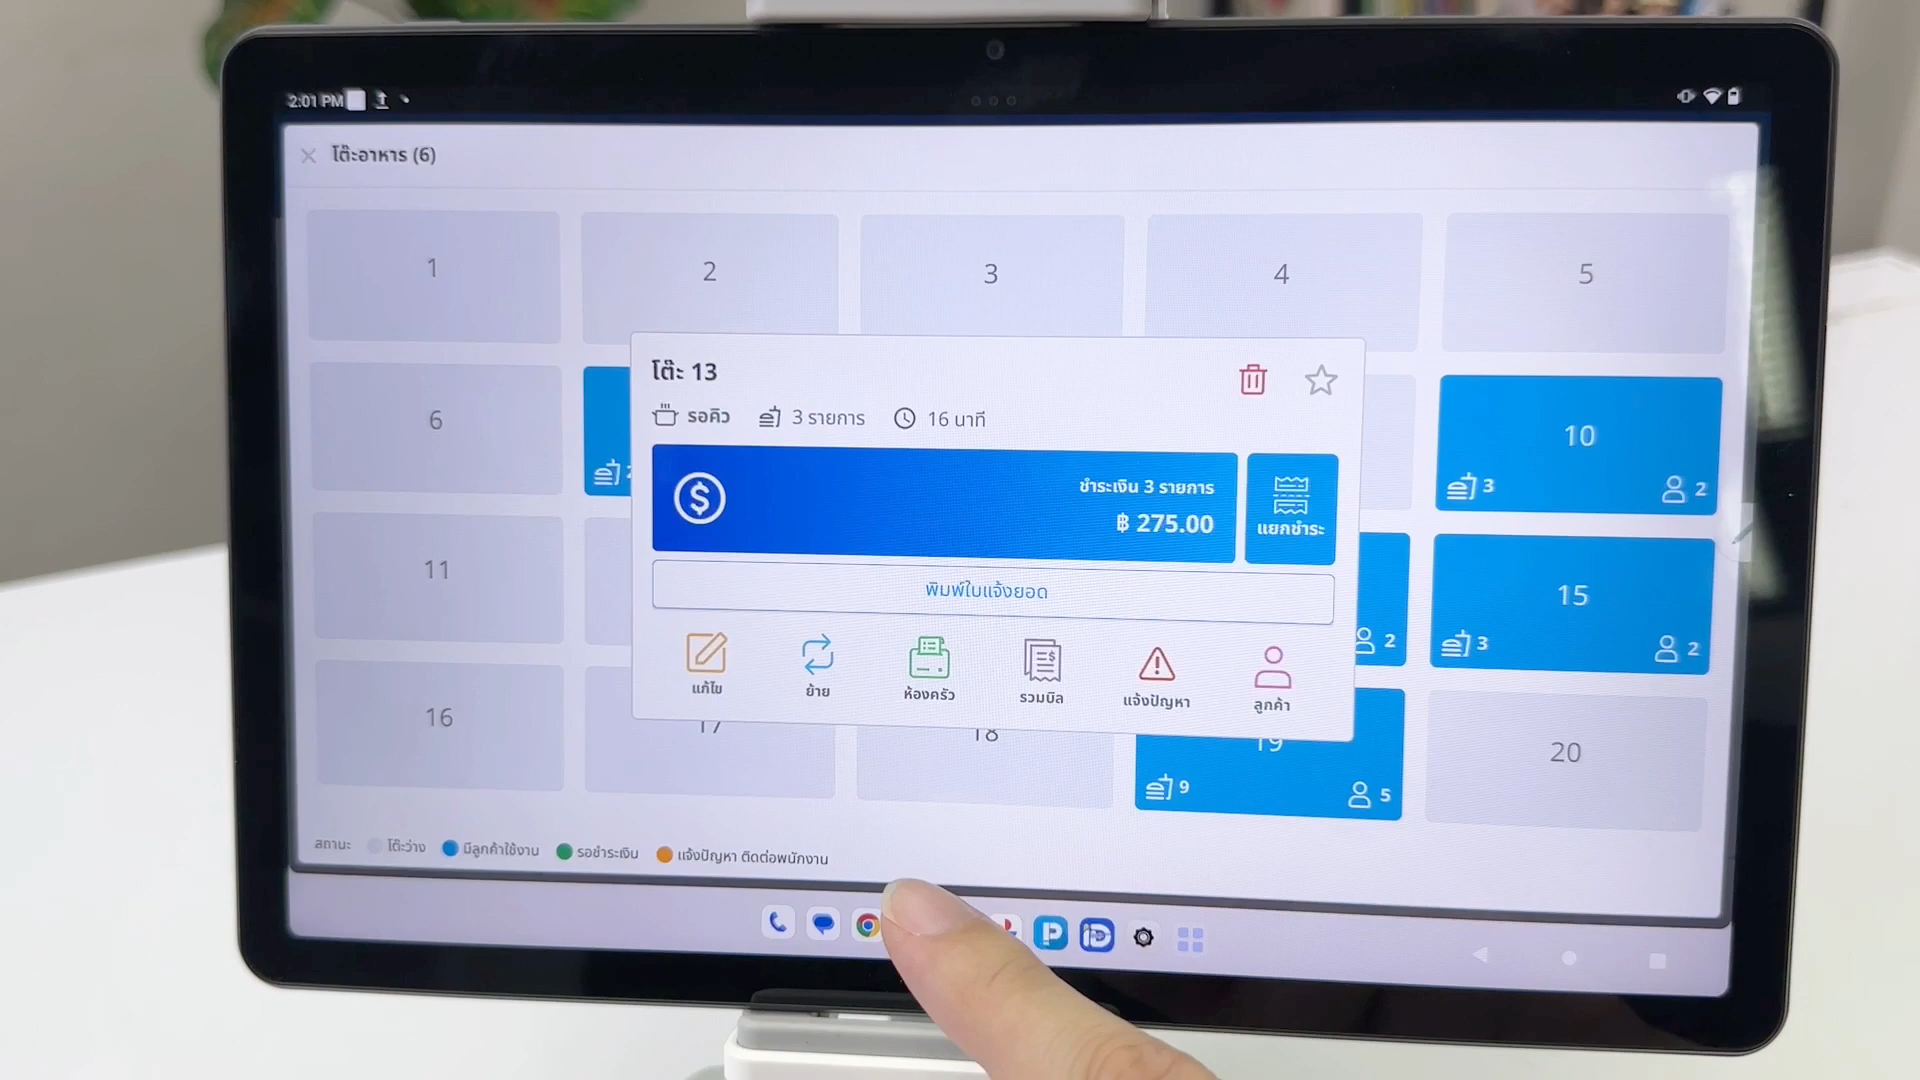 2:01 PM
โต๊ะอาหาร (6)
1
2
3
4
5
โต๊ะ 13
รอคิว
3 รายการ
16 นาที
6
10
3
2
ชำระเงิน 3 รายการ
฿ 275.00
แยกชำระ
พิมพ์ใบแจ้งยอด
11
2
15
3
2
แก้ไข
ย้าย
ห้องครัว
รวมบิล
แจ้งปัญหา
ลูกค้า
16
17
18
19
9
5
20
สถานะ
โต๊ะว่าง
มีลูกค้าใช้งาน
รอชำระเงิน
แจ้งปัญหา ติดต่อพนักงาน